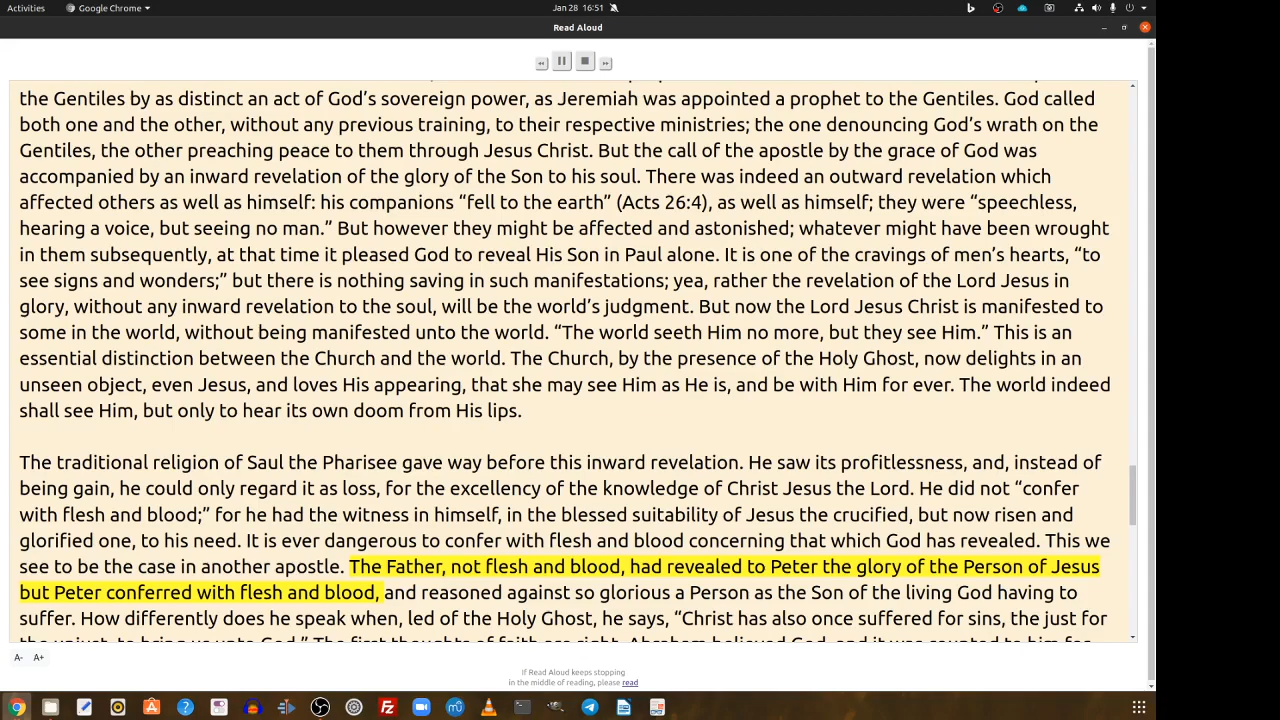 Activities
Google Chrome
Jan 28 16:51
Read Aloud
the Gentiles by as distinct an act of God’s sovereign power, as Jeremiah was appointed a prophet to the Gentiles. God called
both one and the other, without any previous training, to their respective ministries; the one denouncing God’s wrath on the
Gentiles, the other preaching peace to them through Jesus Christ. But the call of the apostle by the grace of God was
accompanied by an inward revelation of the glory of the Son to his soul. There was indeed an outward revelation which
affected others as well as himself: his companions “fell to the earth” (Acts 26:4), as well as himself; they were “speechless,
hearing a voice, but seeing no man.” But however they might be affected and astonished; whatever might have been wrought
in them subsequently, at that time it pleased God to reveal His Son in Paul alone. It is one of the cravings of men’s hearts, “to
see signs and wonders;” but there is nothing saving in such manifestations; yea, rather the revelation of the Lord Jesus in
glory, without any inward revelation to the soul, will be the world’s judgment. But now the Lord Jesus Christ is manifested to
some in the world, without being manifested unto the world. “The world seeth Him no more, but they see Him.” This is an
essential distinction between the Church and the world. The Church, by the presence of the Holy Ghost, now delights in an
unseen object, even Jesus, and loves His appearing, that she may see Him as He is, and be with Him for ever. The world indeed
shall see Him, but only to hear its own doom from His lips.
The traditional religion of Saul the Pharisee gave way before this inward revelation. He saw its profitlessness, and, instead of
being gain, he could only regard it as loss, for the excellency of the knowledge of Christ Jesus the Lord. He did not “confer
with flesh and blood;” for he had the witness in himself, in the blessed suitability of Jesus the crucified, but now risen and
glorified one, to his need. It is ever dangerous to confer with flesh and blood concerning that which God has revealed. This we
see to be the case in another apostle. The Father, not flesh and blood, had revealed to Peter the glory of the Person of Jesus
but Peter conferred with flesh and blood, and reasoned against so glorious a Person as the Son of the living God having to
suffer. How differently does he speak when, led of the Holy Ghost, he says, “Christ has also once suffered for sins, the just for
the unjust, to bring us unto God.” The first thoughts of faith are right. Abraham believed God, and it was counted to him for
A- A+
If Read Aloud keeps stopping
in the middle of reading, please read